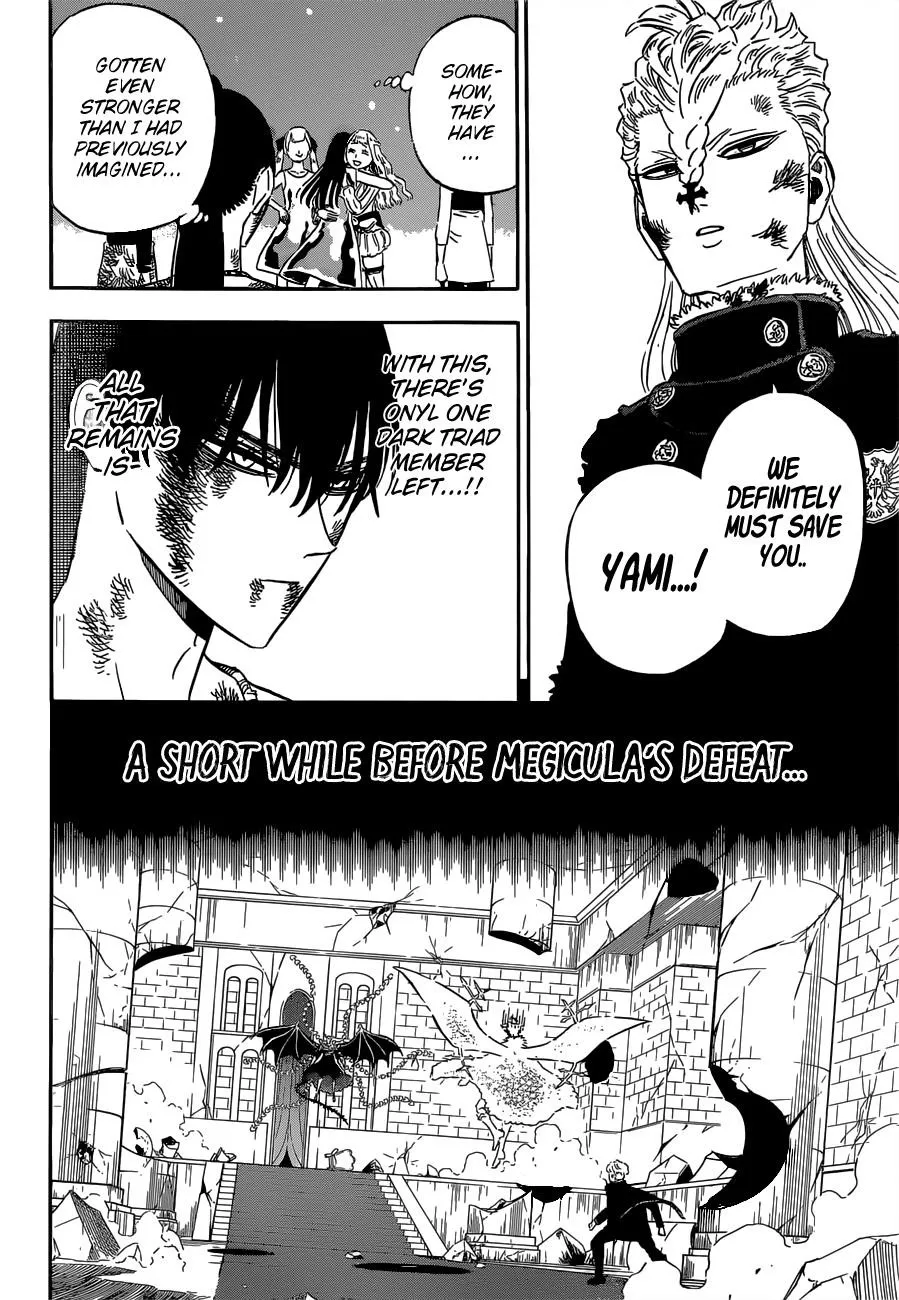 WE
DEFINITELY
MUST SAVE
YOU..
YAMI...!
SOME-
HOW,
THEY
HAVE
...
GOTTEN
EVEN
STRONGER
THAN I HAD
PREVIOUSLY
IMAGINED...
WITH THIS,
THERE'S
ONYL ONE
DARK TRIAD
MEMBER
LEFT...!!
ALL
THAT
REMAINS
-IS-
A SHORT WHILE BEFORE MEGICULA'S DEFEAT...